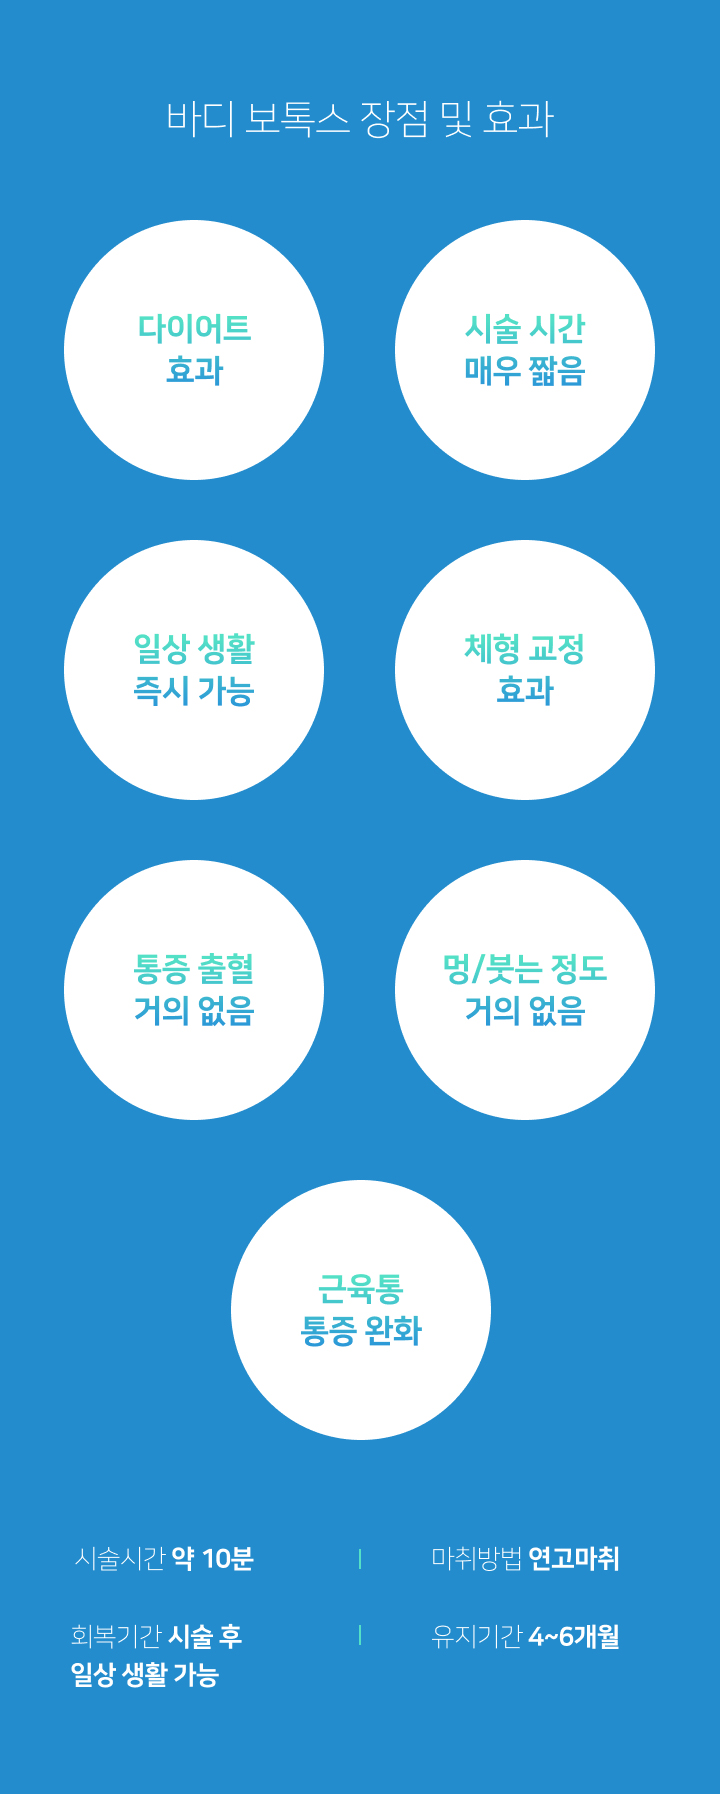 바디 보톡스 장점 및 효과
다이어트
효과
시술 시간
매우 짧음
일상 생활
즉시 가능
체형 교정
효과
통증 출혈
거의 없음
멍/붓는 정도
거의 없음
근육통
통증 완화
시술시간 약 10분
마취방법 연고마취
회복기간 시술 후
일상 생활 가능
유지기간 4~6개월